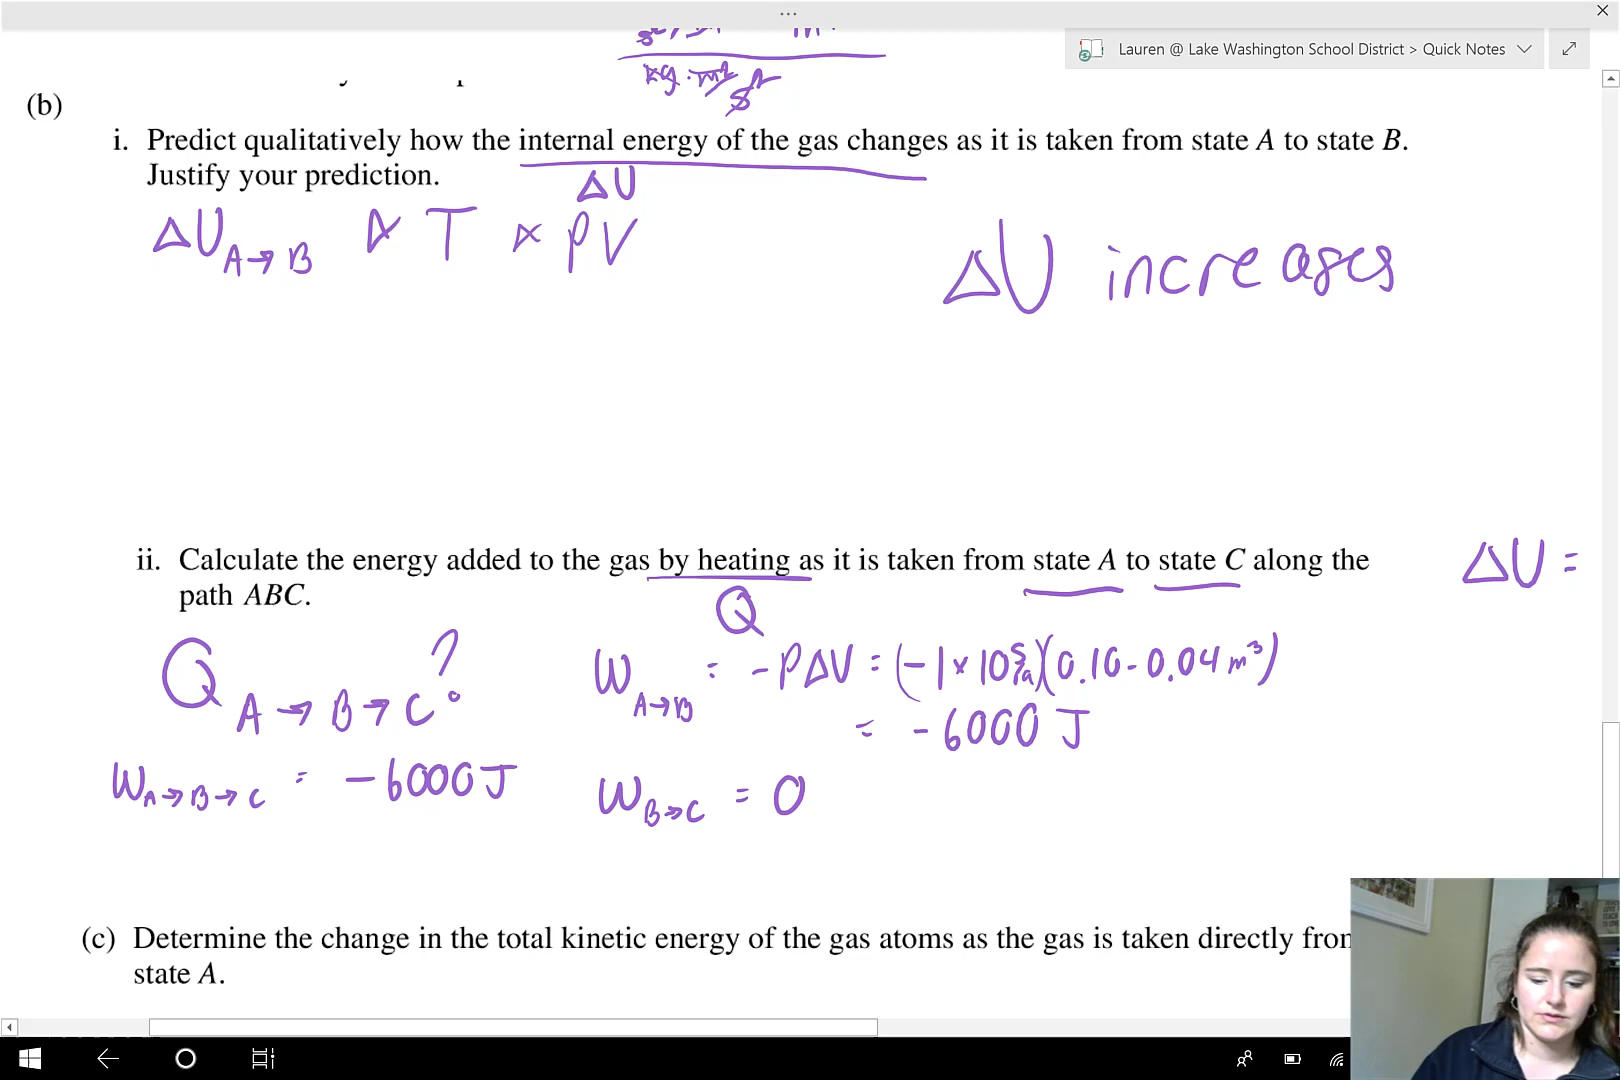 Lauren @ Lake Washington School District > Quick Notes
kg · m²/s²
(b)
i. Predict qualitatively how the internal energy of the gas changes as it is taken from state A to state B.
Justify your prediction.
ΔU
ΔU A→B ∝ T ∝ PV
ΔU increases
ii. Calculate the energy added to the gas by heating as it is taken from state A to state C along the
path ABC.
ΔU =
Q
Q A→B→C ?
W A→B = -PΔV = (-1×10⁵ Pa)(0.10 - 0.04 m³)
= -6000 J
W A→B→C = -6000 J
W B→C = 0
(c) Determine the change in the total kinetic energy of the gas atoms as the gas is taken directly from
state A.